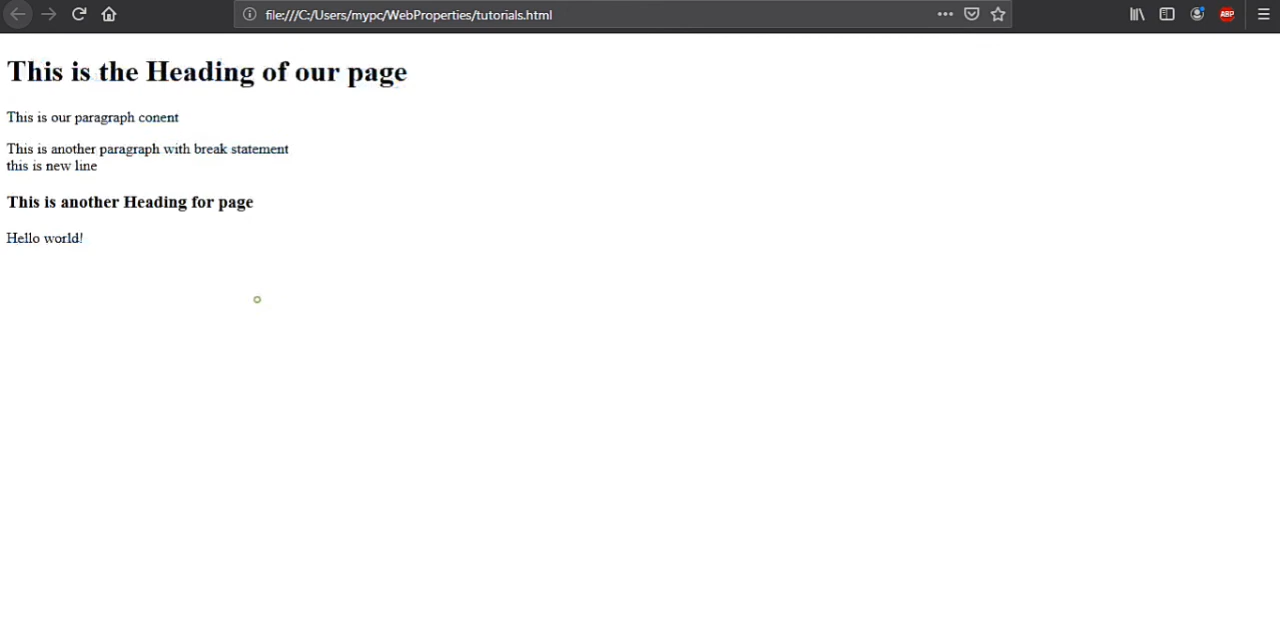 file:///C:/Users/mypc/WebProperties/tutorials.html
ABP
This is the Heading of our page
This is our paragraph conent
This is another paragraph with break statement
this is new line
This is another Heading for page
Hello world!